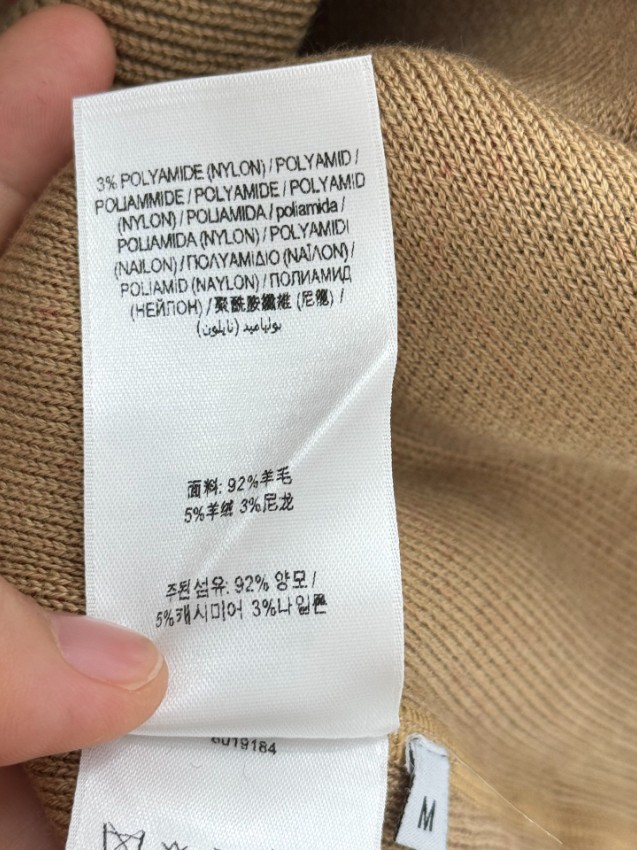 3% POLYAMIDE (NYLON) / POLYAMID /
POLIAMMIDE / POLYAMIDE / POLYAMID
(NYLON) / POLIAMIDA / poliamida /
POLIAMIDA (NYLON) / POLYAMIDI
(NAILON) / ΠΟΛΥΑΜΙΔΙΟ (ΝΑΪΛΟΝ) /
POLIAMID (NAYLON) / ПОЛИАМИД
(НЕЙЛОН) / 聚酰胺纖維 (尼龍) /
بولياميد (نايلون)/
面料: 92%羊毛
5%羊绒 3%尼龙
주된 섬유: 92% 양모 /
5%캐시미어 3%나일론
8019184
M